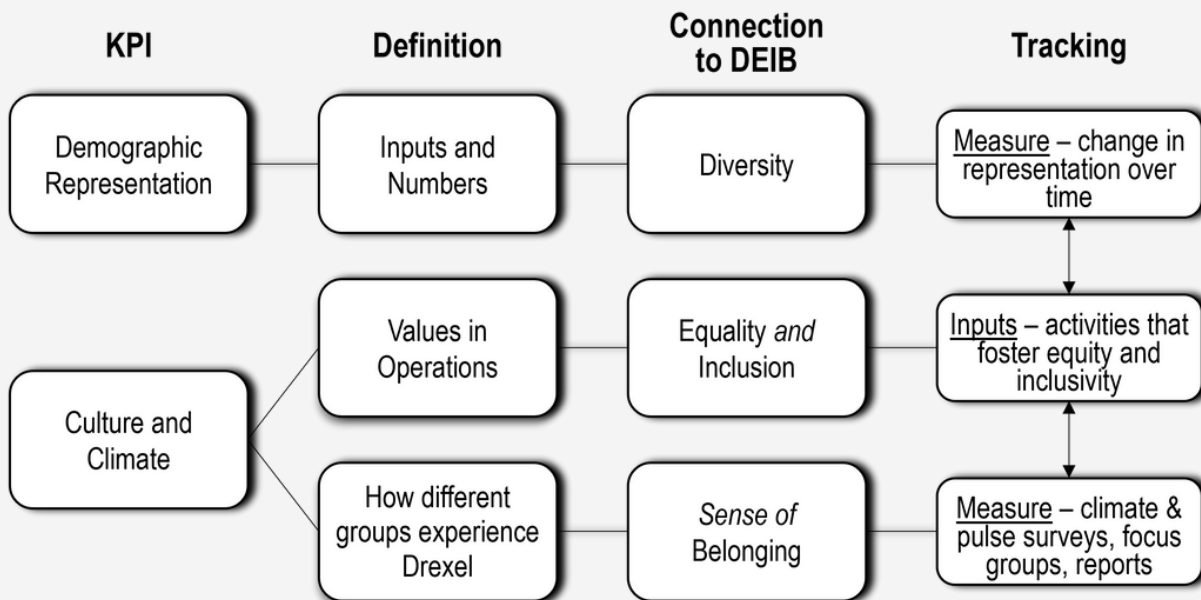 KPI
Definition
Connection
to DEIB
Tracking
Demographic
Representation
Inputs and
Numbers
Diversity
Measure – change in
representation over
time
Culture and
Climate
Values in
Operations
Equality and
Inclusion
Inputs – activities that
foster equity and
inclusivity
How different
groups experience
Drexel
Sense of
Belonging
Measure – climate &
pulse surveys, focus
groups, reports